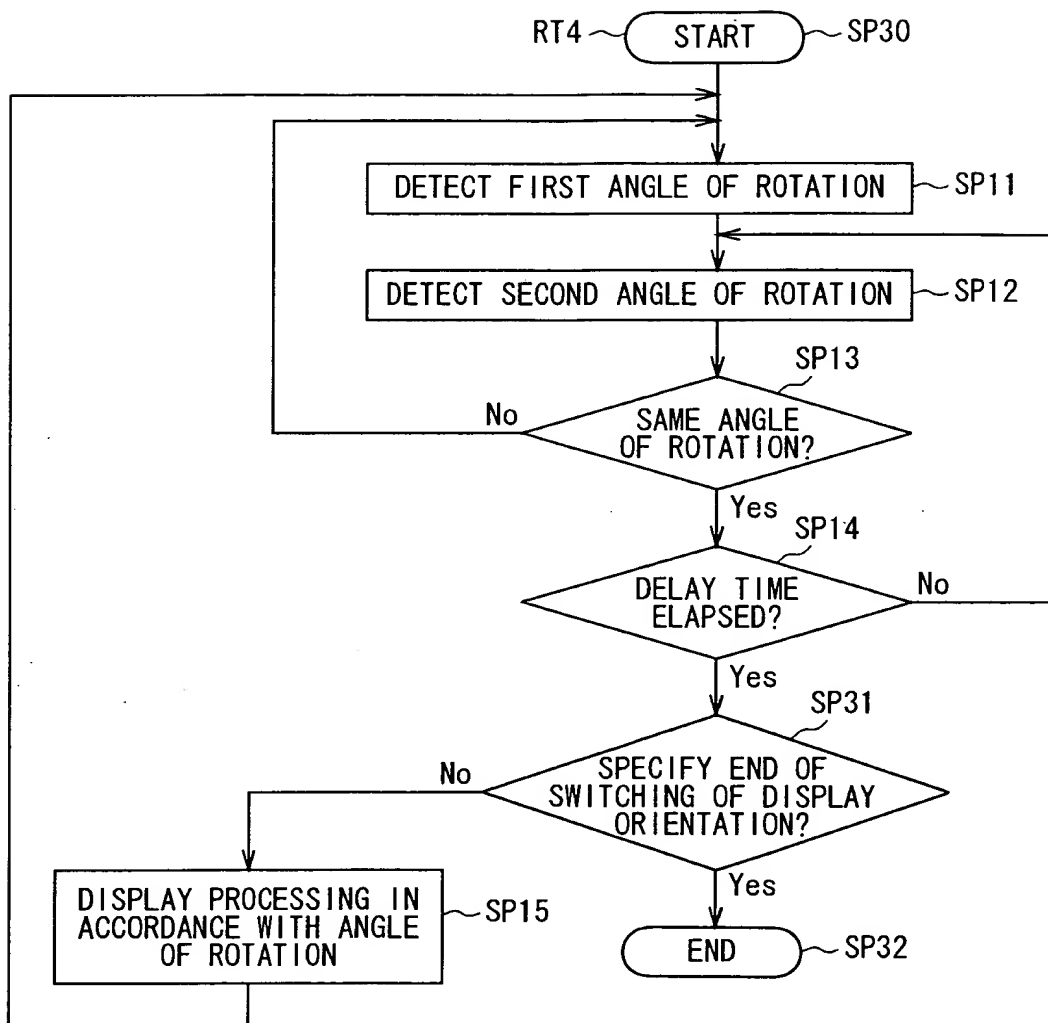 RT4 START SP30
DETECT FIRST ANGLE OF ROTATION SP11
DETECT SECOND ANGLE OF ROTATION SP12
SP13
No
SAME ANGLE
OF ROTATION?
Yes
SP14
DELAY TIME
ELAPSED?
No
Yes
SP31
No
SPECIFY END OF
SWITCHING OF DISPLAY
ORIENTATION?
DISPLAY PROCESSING IN
ACCORDANCE WITH ANGLE
OF ROTATION
SP15
Yes
END SP32